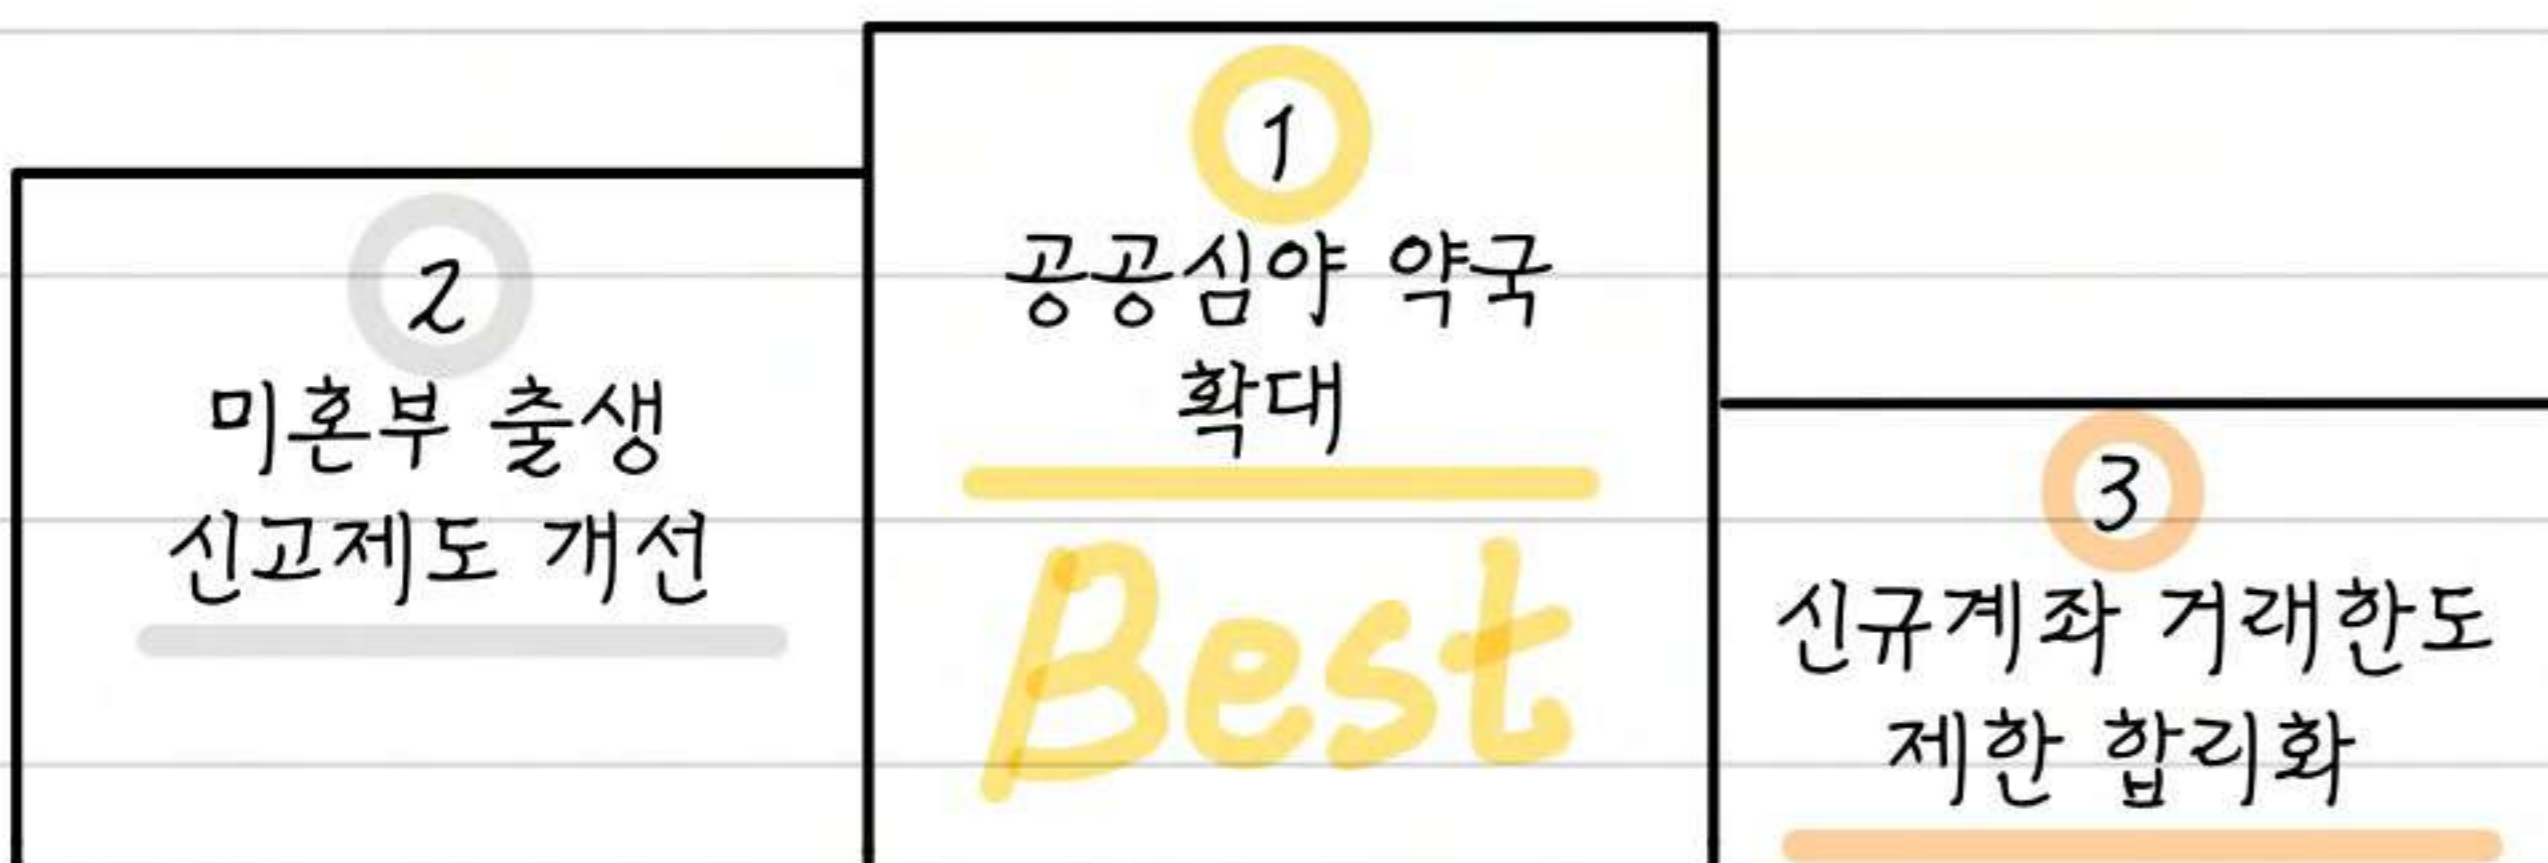 1
공공심야 약국
확대
Best
2
미혼부 출생
신고제도 개선
3
신규계좌 거래한도
제한 합리화